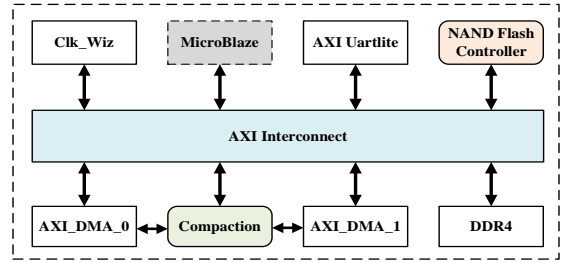 Clk_Wiz
MicroBlaze
AXI Uartlite
NAND Flash
Controller
AXI Interconnect
AXI_DMA_0
Compaction
AXI_DMA_1
DDR4